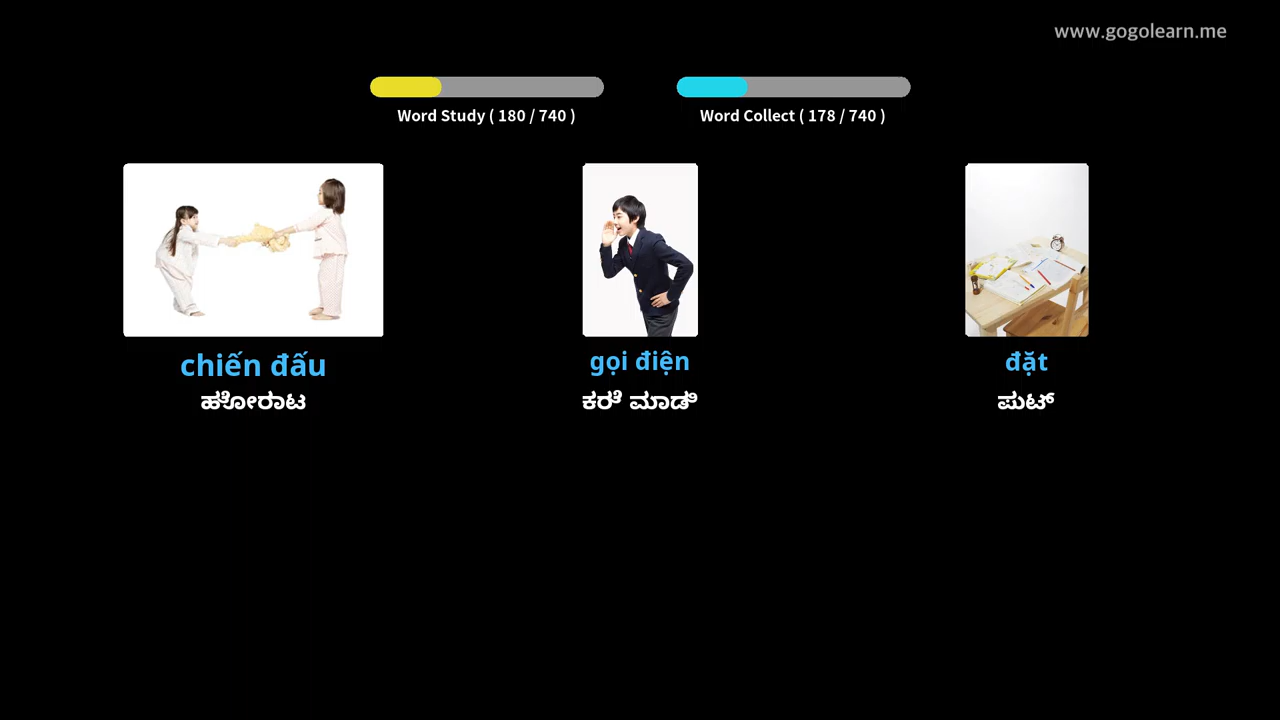 www.gogolearn.me
Word Study ( 180 / 740 )
Word Collect ( 178 / 740 )
chiến đấu
gọi điện
đặt
ಹೋರಾಟ
ಕರೆ ಮಾಡಿ
ಪುಟ್